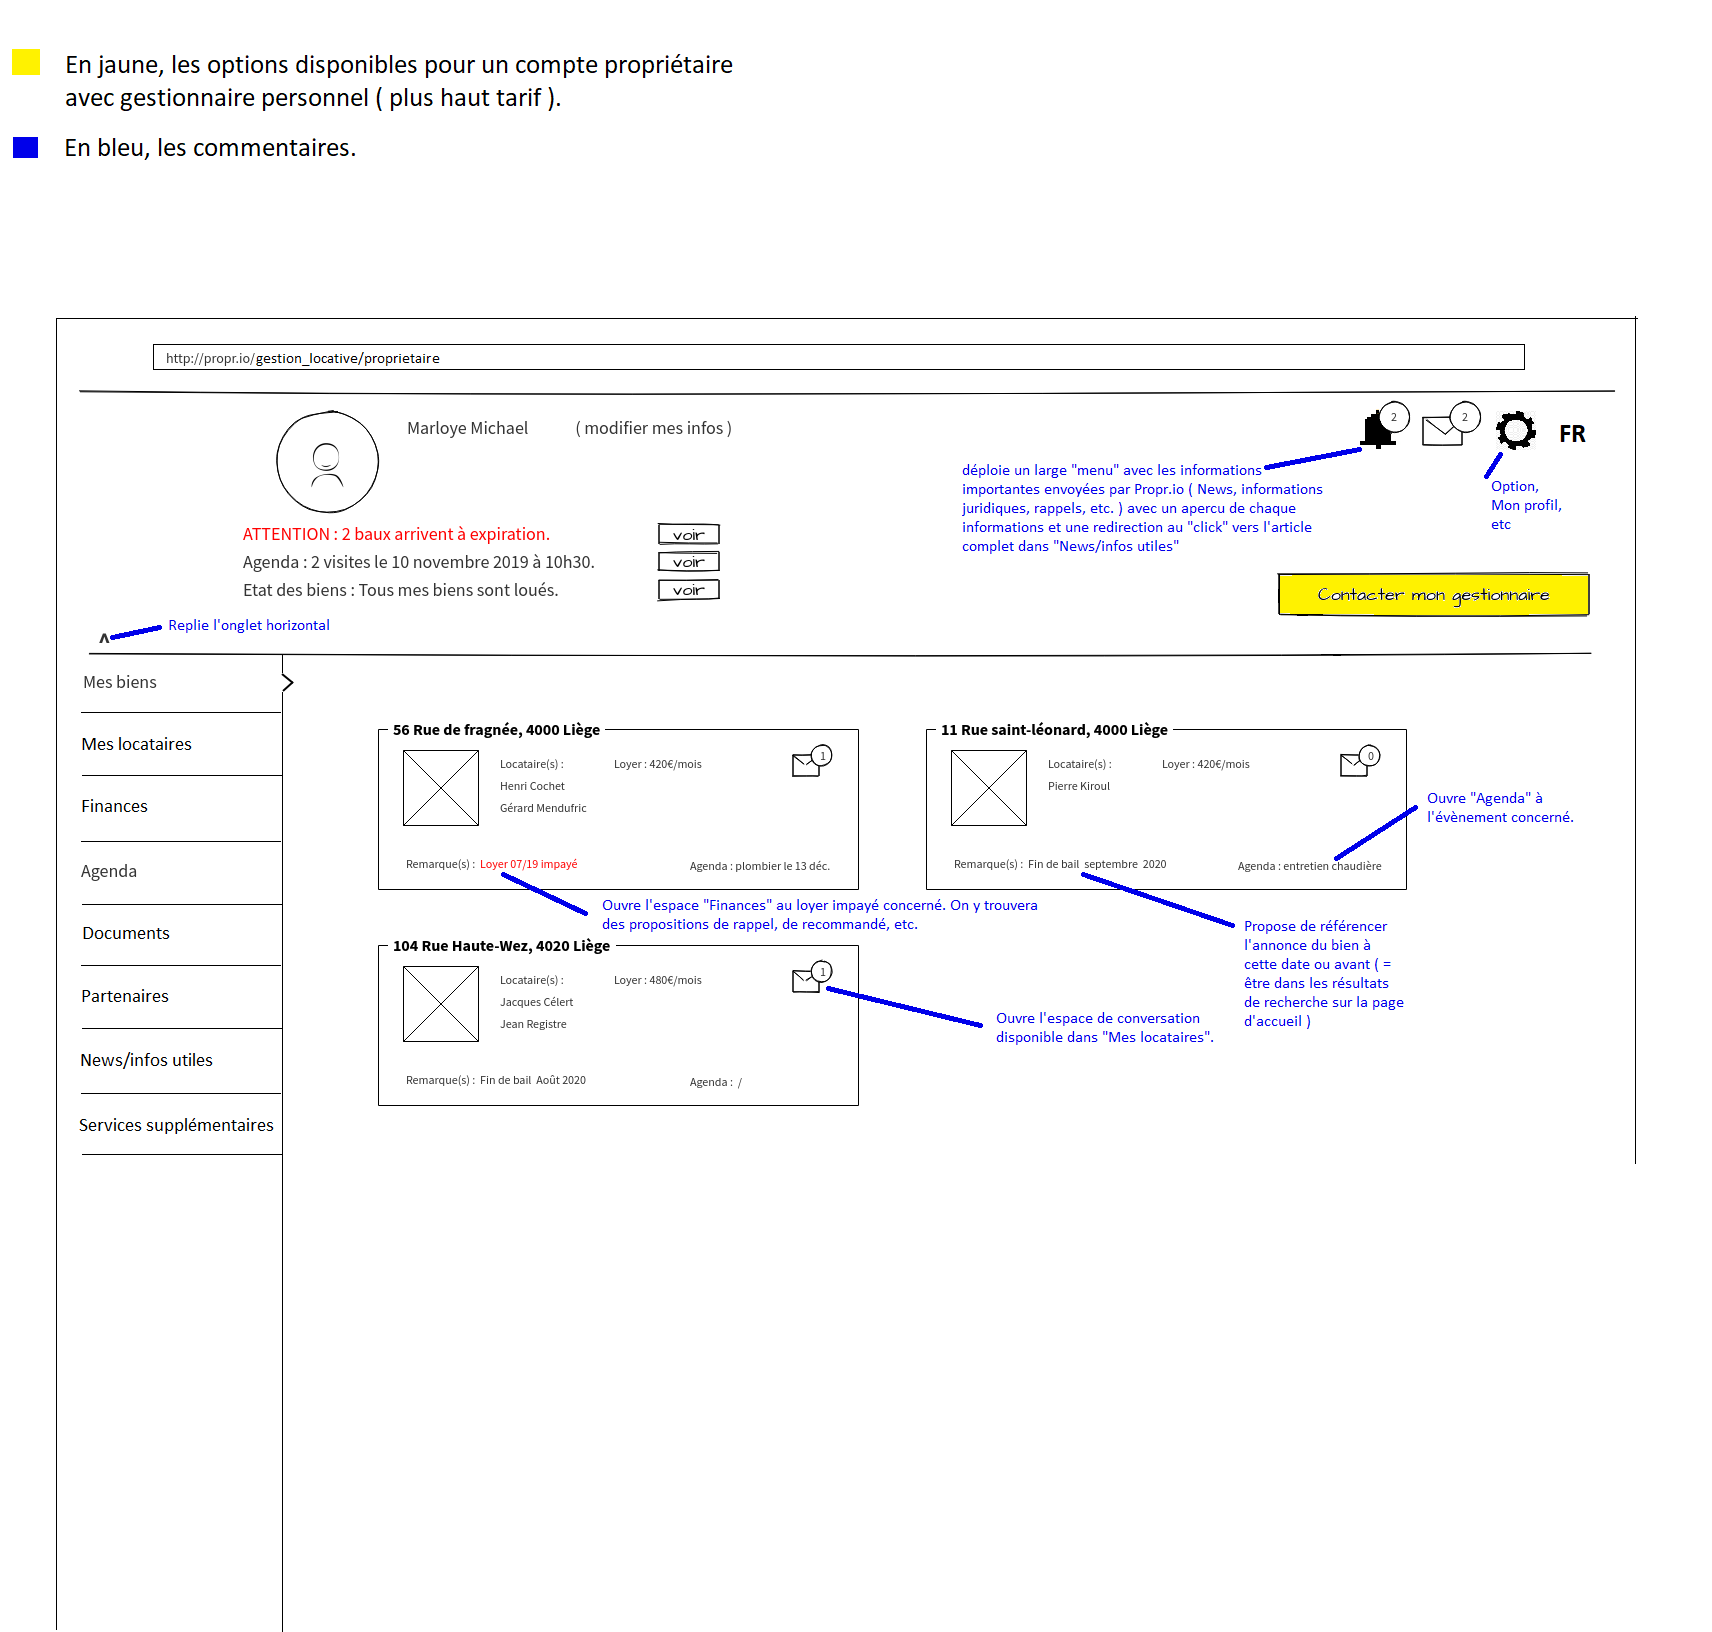 En jaune, les options disponibles pour un compte propriétaire
avec gestionnaire personnel ( plus haut tarif ).
En bleu, les commentaires.
http://propr.io/gestion_locative/proprietaire
Marloye Michael ( modifier mes infos )
2
2
FR
déploie un large "menu" avec les informations
importantes envoyées par Propr.io ( News, informations
juridiques, rappels, etc. ) avec un apercu de chaque
informations et une redirection au "click" vers l'article
complet dans "News/infos utiles"
Option,
Mon profil,
etc
ATTENTION : 2 baux arrivent à expiration. voir
Agenda : 2 visites le 10 novembre 2019 à 10h30. voir
Etat des biens : Tous mes biens sont loués. voir
Contacter mon gestionnaire
^ Replie l'onglet horizontal
Mes biens >
Mes locataires
Finances
Agenda
Documents
Partenaires
News/infos utiles
Services supplémentaires
56 Rue de fragnée, 4000 Liège
Locataire(s) : Loyer : 420€/mois 1
Henri Cochet
Gérard Mendufric
Remarque(s) : Loyer 07/19 impayé Agenda : plombier le 13 déc.
Ouvre l'espace "Finances" au loyer impayé concerné. On y trouvera
des propositions de rappel, de recommandé, etc.
11 Rue saint-léonard, 4000 Liège
Locataire(s) : Loyer : 420€/mois 0
Pierre Kiroul
Remarque(s) : Fin de bail septembre 2020 Agenda : entretien chaudière
Ouvre "Agenda" à
l'évènement concerné.
Propose de référencer
l'annonce du bien à
cette date ou avant ( =
être dans les résultats
de recherche sur la page
d'accueil )
104 Rue Haute-Wez, 4020 Liège
Locataire(s) : Loyer : 480€/mois 1
Jacques Célert
Jean Registre
Remarque(s) : Fin de bail Août 2020 Agenda : /
Ouvre l'espace de conversation
disponible dans "Mes locataires".